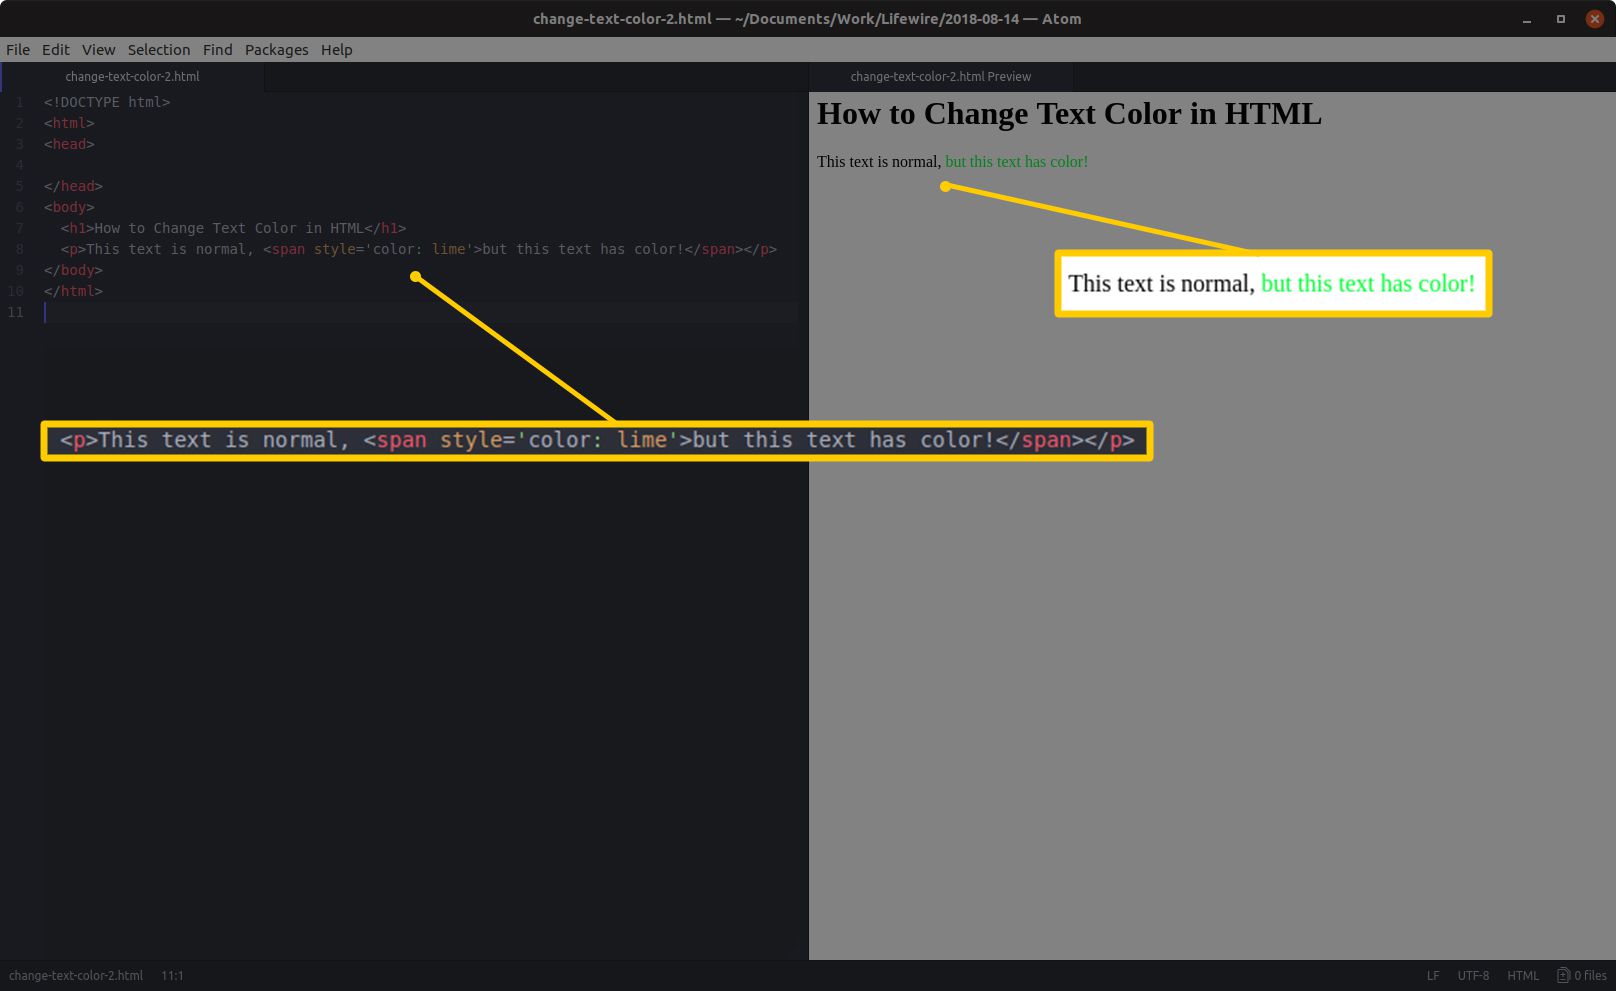 change-text-color-2.html — ~/Documents/Work/Lifewire/2018-08-14 — Atom
File Edit View Selection Find Packages Help
change-text-color-2.html
1 <!DOCTYPE html>
2 <html>
3 <head>
4
5 </head>
6 <body>
7 <h1>How to Change Text Color in HTML</h1>
8 <p>This text is normal, <span style='color: lime'>but this text has color!</span></p>
9 </body>
10 </html>
11
<p>This text is normal, <span style='color: lime'>but this text has color!</span></p>
change-text-color-2.html Preview
How to Change Text Color in HTML
This text is normal, but this text has color!
This text is normal, but this text has color!
change-text-color-2.html 11:1 LF UTF-8 HTML 0 files